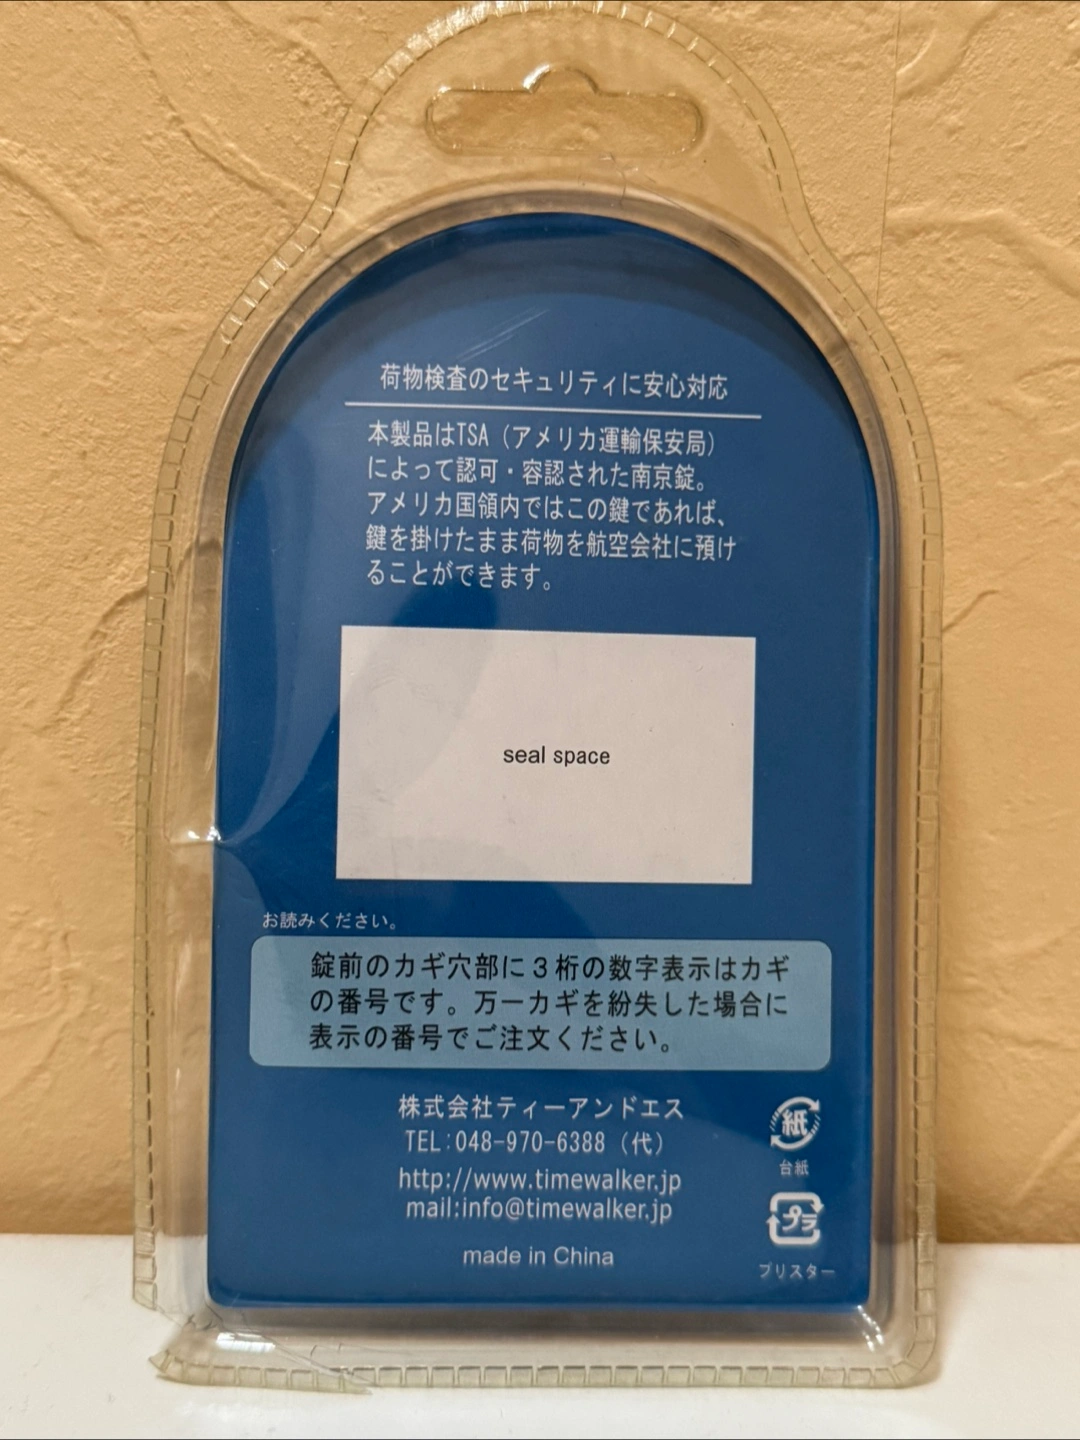 荷物検査のセキュリティに安心対応
本製品はTSA（アメリカ運輸保安局）
によって認可・容認された南京錠。
アメリカ国領内ではこの鍵であれば、
鍵を掛けたまま荷物を航空会社に預け
ることができます。
seal space
お読みください。
錠前のカギ穴部に３桁の数字表示はカギ
の番号です。万一カギを紛失した場合に
表示の番号でご注文ください。
株式会社ティーアンドエス
TEL:048-970-6388（代）
http://www.timewalker.jp
mail:info@timewalker.jp
made in China
紙
台紙
プラ
ブリスター